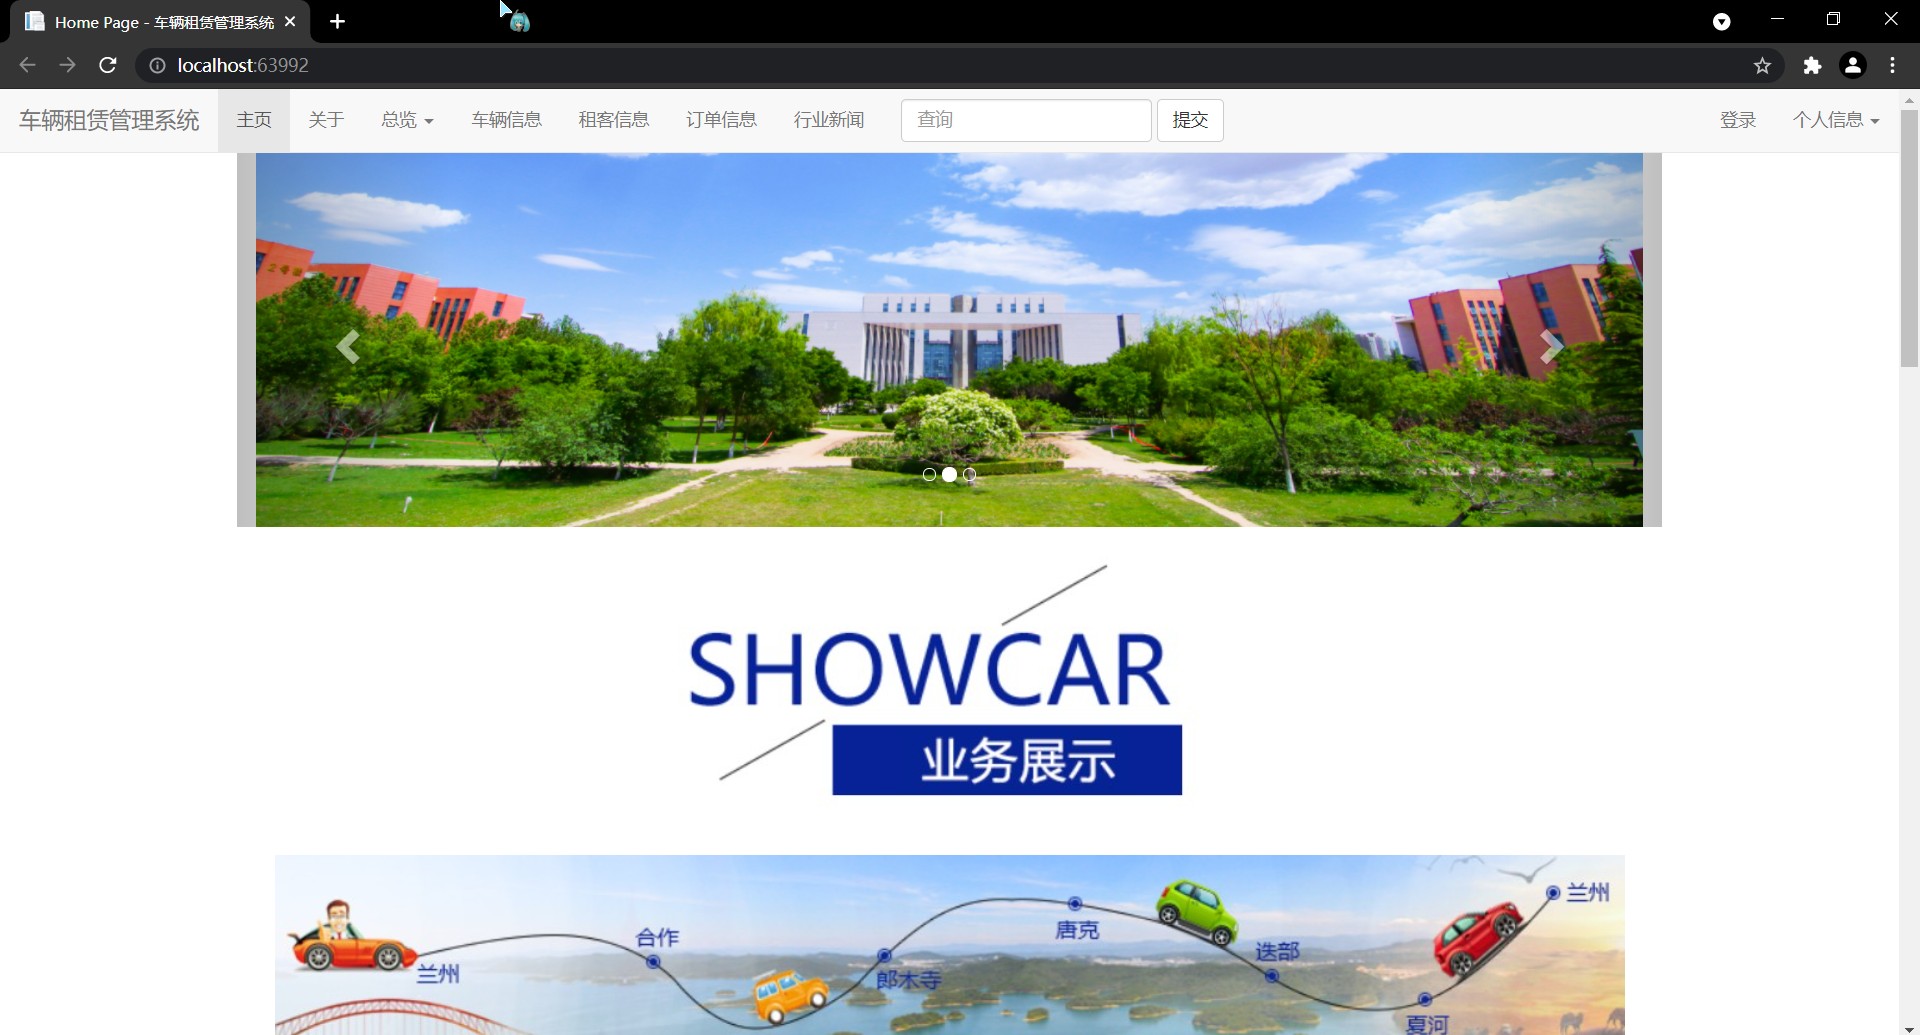 Home Page - 车辆租赁管理系统
localhost:63992
车辆租赁管理系统
主页
关于
总览
车辆信息
租客信息
订单信息
行业新闻
查询
提交
登录
个人信息
SHOWCAR
业务展示
兰州
合作
郎木寺
唐克
迭部
夏河
兰州